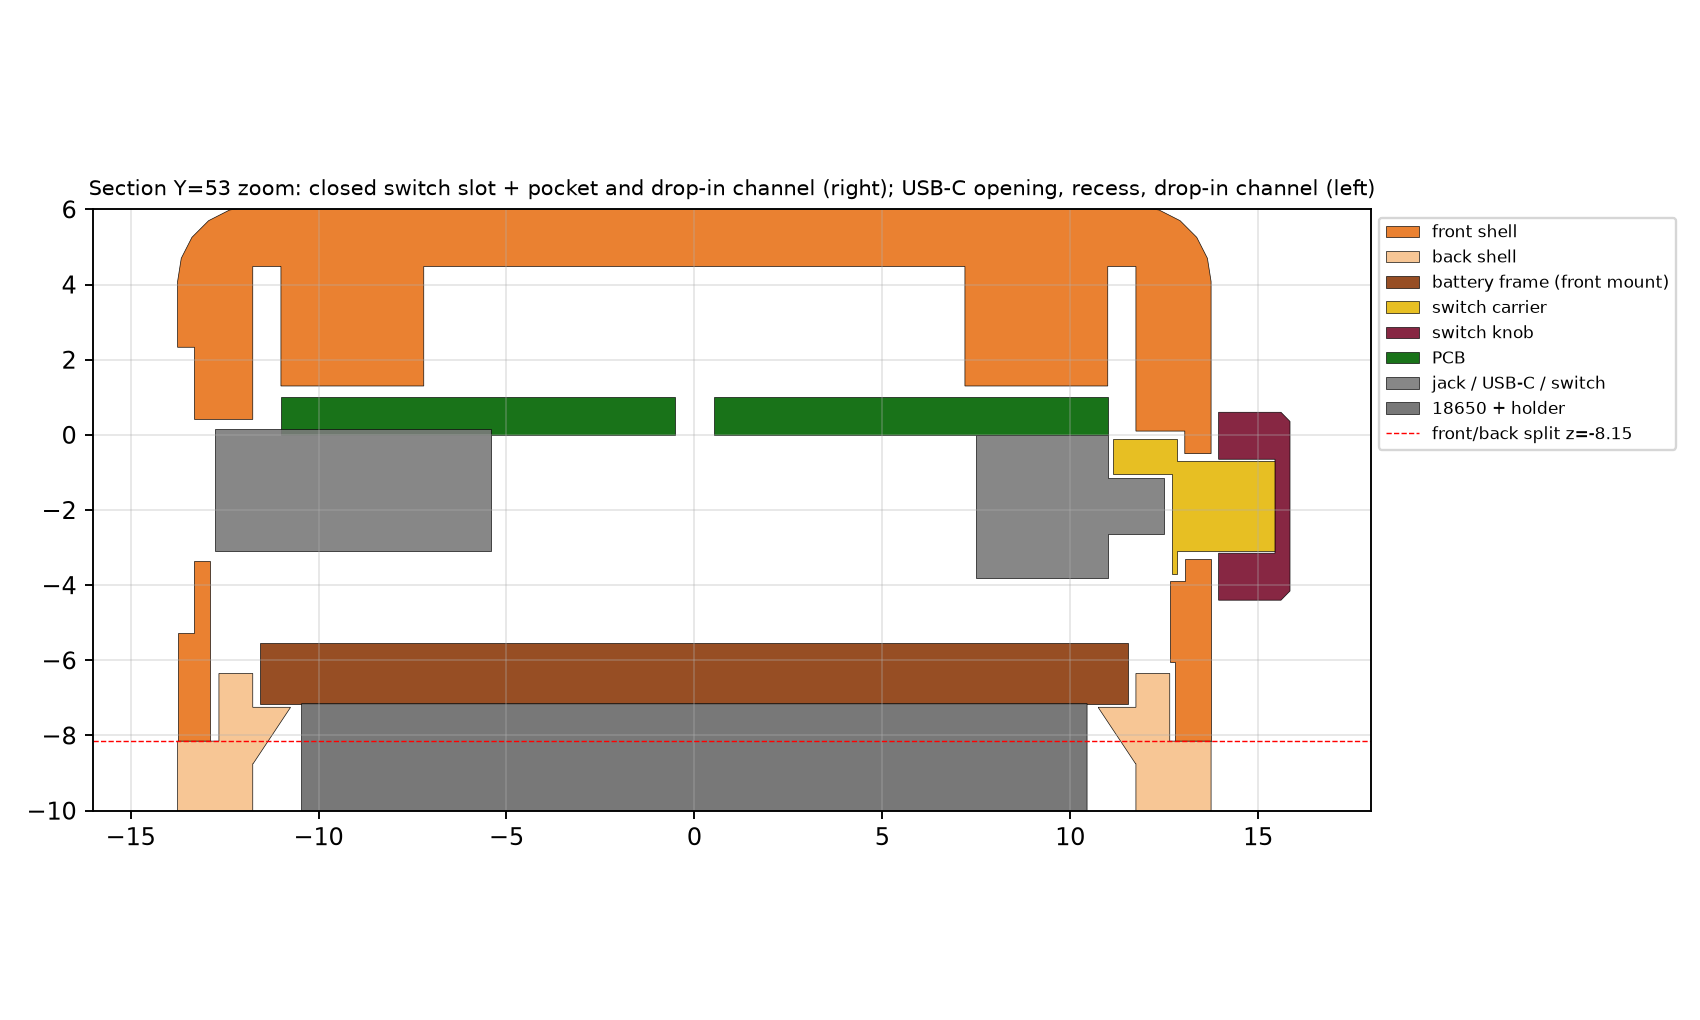 Section Y=53 zoom: closed switch slot + pocket and drop-in channel (right); USB-C opening, recess, drop-in channel (left)
6
4
2
0
−2
−4
−6
−8
−10
−15
−10
−5
0
5
10
15
front shell
back shell
battery frame (front mount)
switch carrier
switch knob
PCB
jack / USB-C / switch
18650 + holder
front/back split z=-8.15